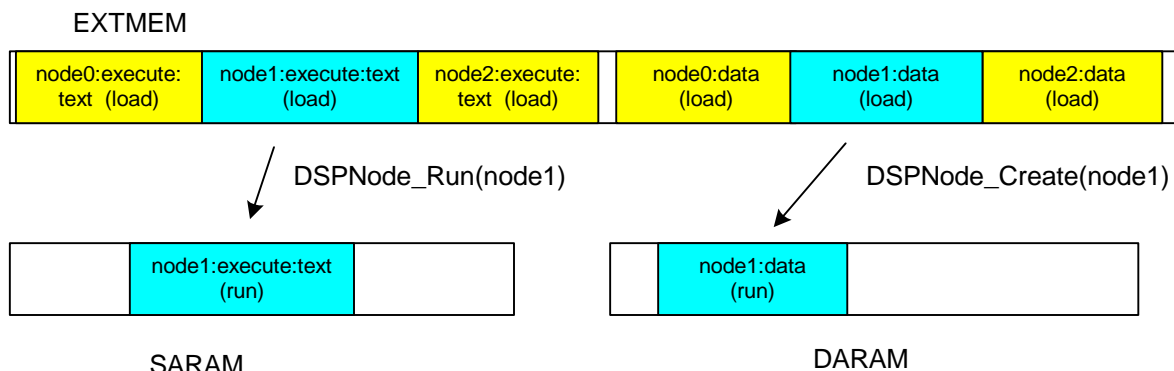 EXTMEM
node0:execute:
text (load)
node1:execute:text
(load)
node2:execute:
text (load)
node0:data
(load)
node1:data
(load)
node2:data
(load)
DSPNode_Run(node1)
DSPNode_Create(node1)
node1:execute:text
(run)
node1:data
(run)
SARAM
DARAM